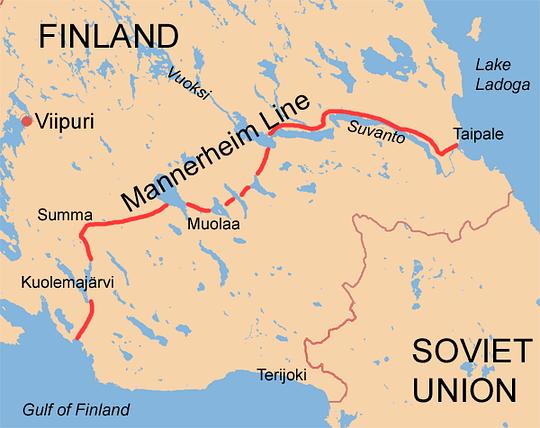 FINLAND
Lake
Ladoga
Vuoksi
Viipuri
Mannerheim Line
Suvanto
Taipale
Summa
Muolaa
Kuolemajärvi
SOVIET
UNION
Terijoki
Gulf of Finland